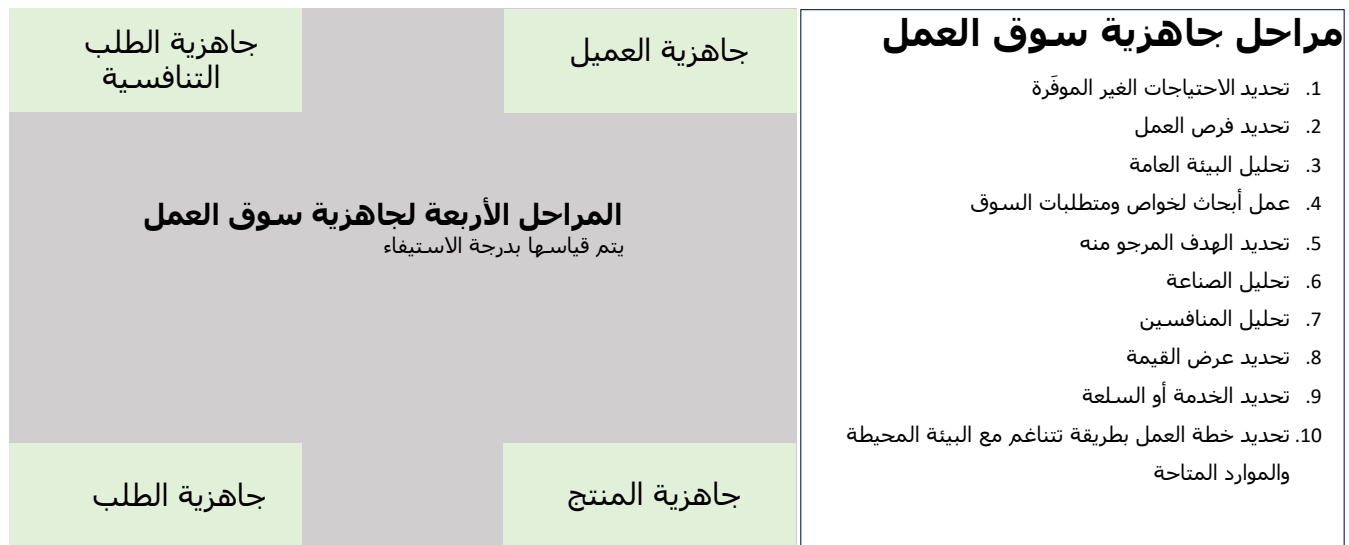 مراحل جاهزية سوق العمل
1. تحديد الاحتياجات الغير الموفَرة
2. تحديد فرص العمل
3. تحليل البيئة العامة
4. عمل أبحاث لخواص ومتطلبات السوق
5. تحديد الهدف المرجو منه
6. تحليل الصناعة
7. تحليل المنافسين
8. تحديد عرض القيمة
9. تحديد الخدمة أو السلعة
10. تحديد خطة العمل بطريقة تتناغم مع البيئة المحيطة
والموارد المتاحة
جاهزية العميل
جاهزية الطلب
التنافسية
المراحل الأربعة لجاهزية سوق العمل
يتم قياسها بدرجة الاستيفاء
جاهزية المنتج
جاهزية الطلب